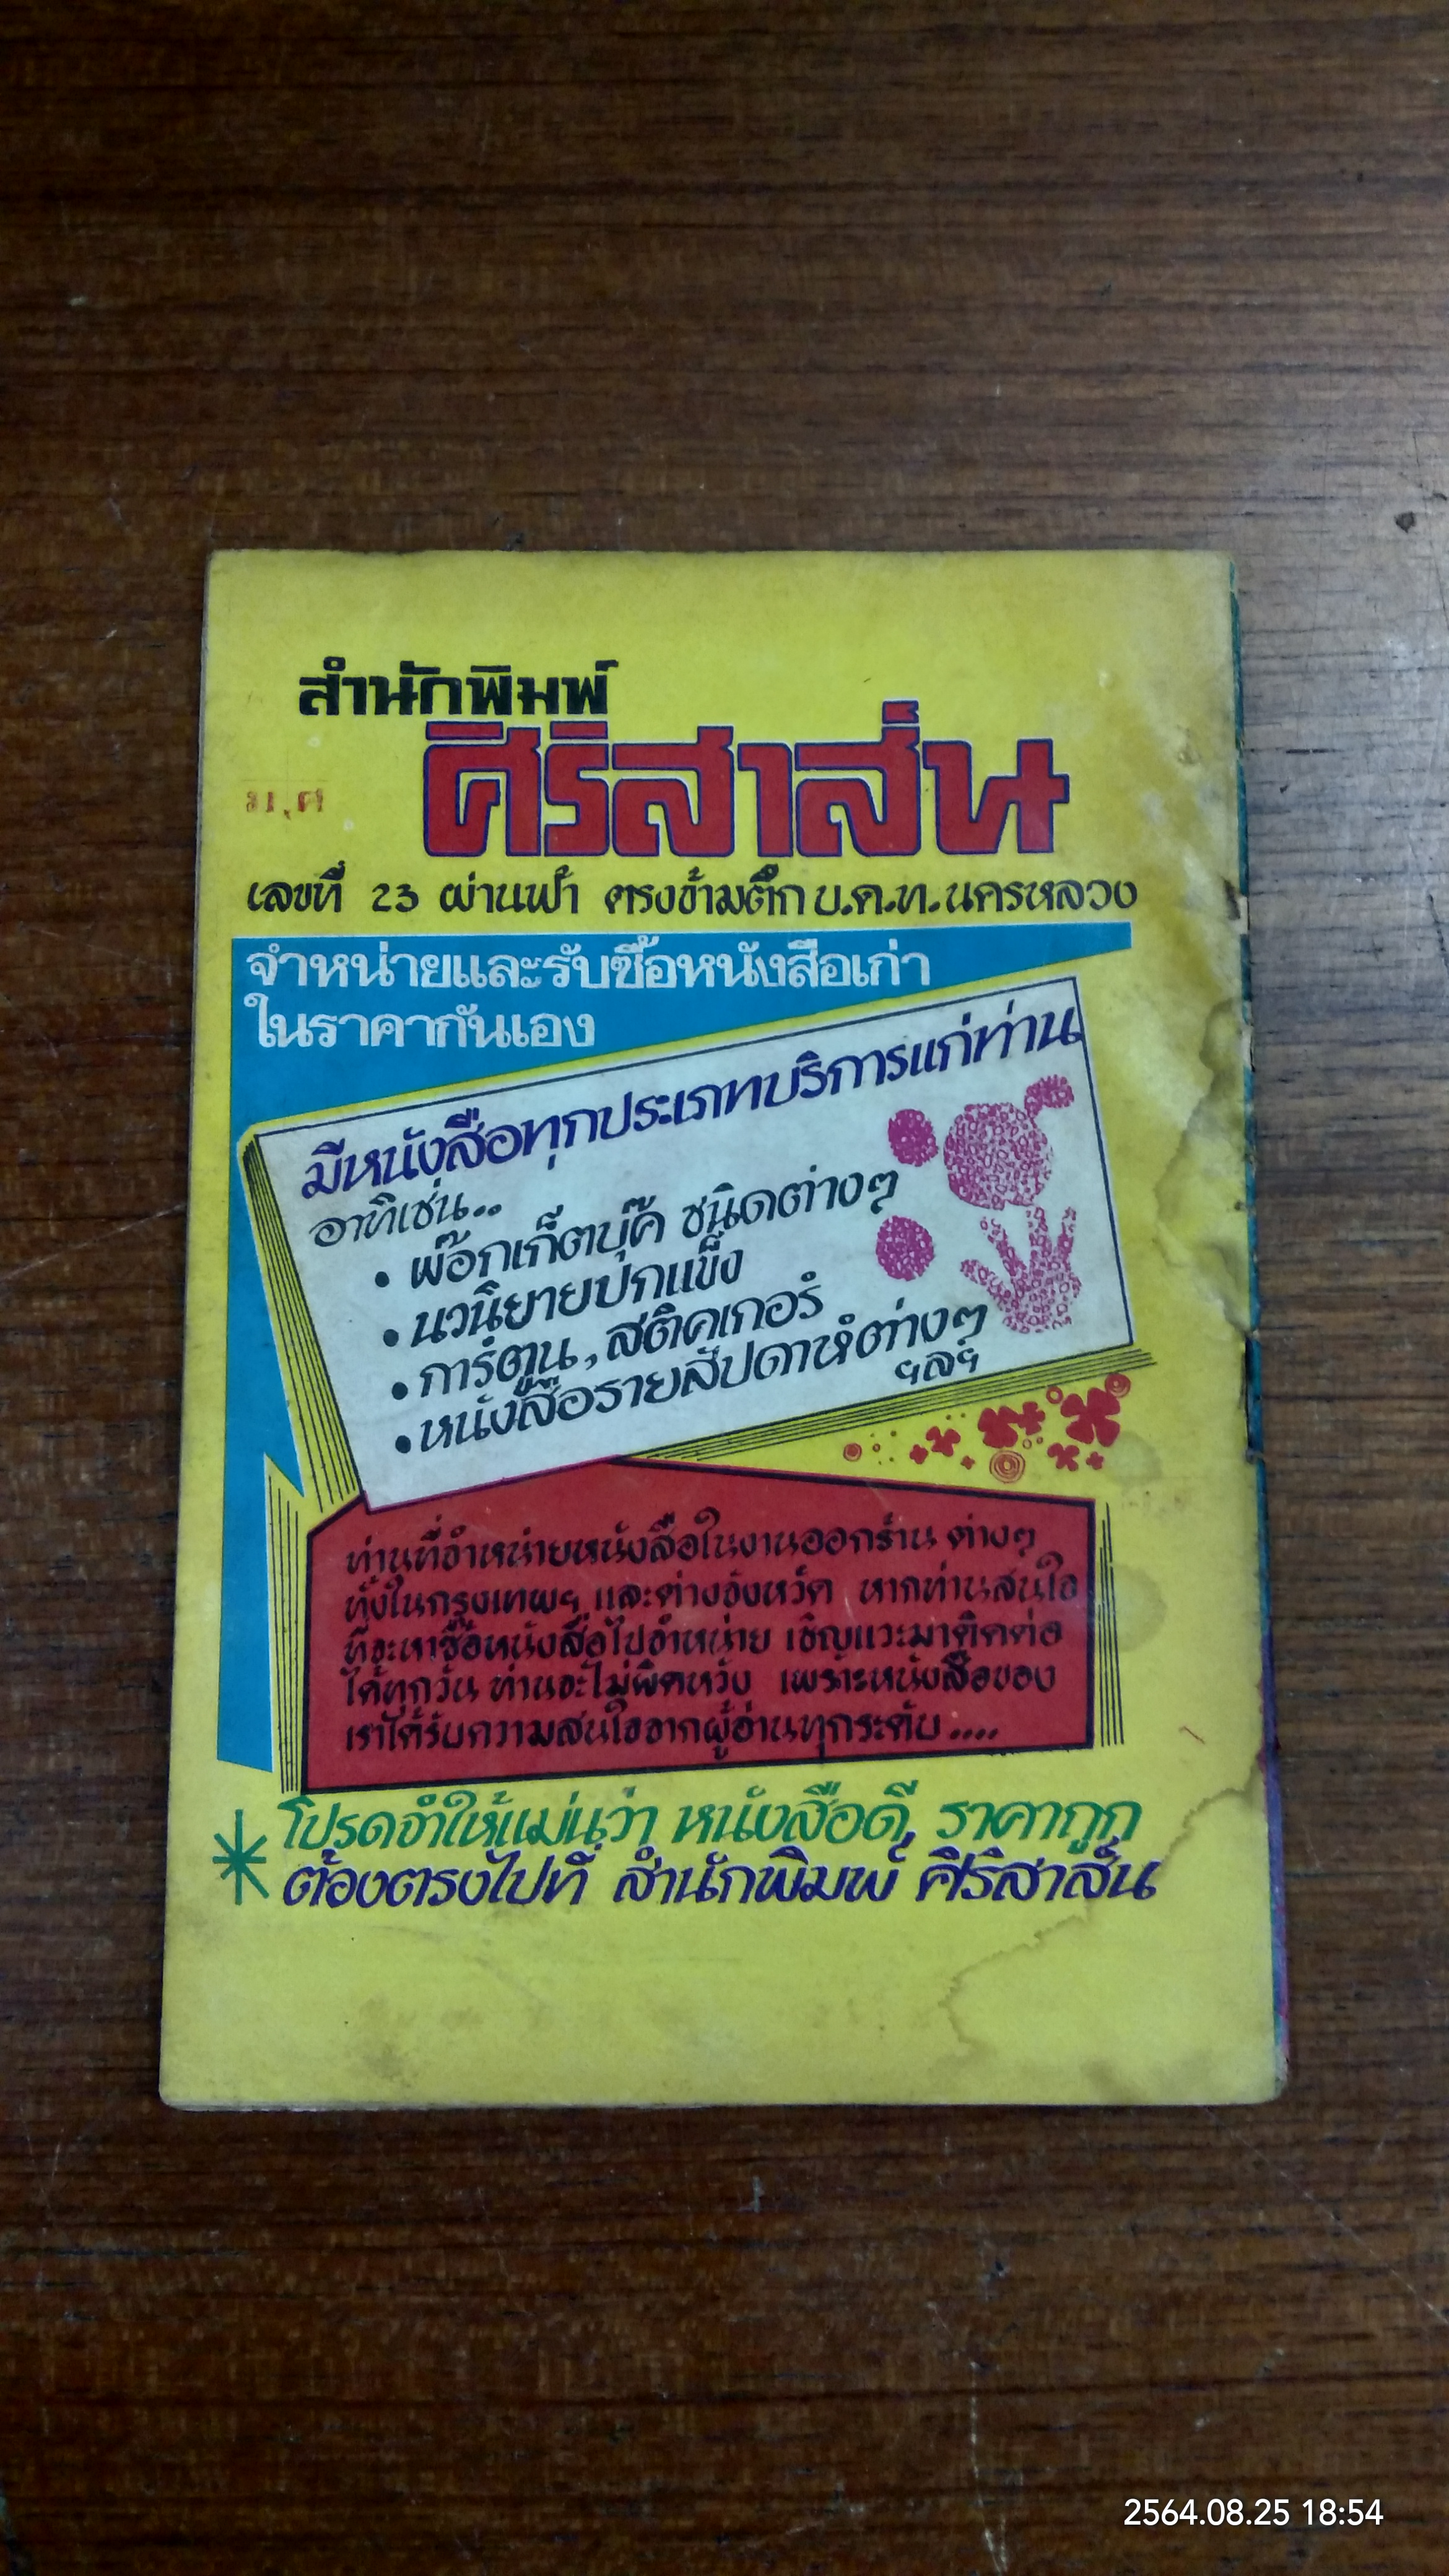 สำนักพิมพ์
ศิริสาส์น
ม.ศ
เลขที่ 23 ผ่านฟ้า ตรงข้ามตึก บ.ด.ท. นครหลวง
จำหน่ายและรับซื้อหนังสือเก่า
ในราคากันเอง
มีหนังสือทุกประเภทบริการแก่ท่าน
อาทิเช่น..
• พ๊อกเก็ตบุ๊ค ชนิดต่างๆ
• นวนิยายปกแข็ง
• การ์ตูน, สติคเกอร์
• หนังสือรายสัปดาห์ต่างๆ
ฯลฯ
ท่านที่จำหน่ายหนังสือในงานออกร้าน ต่างๆ
ทั้งในกรุงเทพฯ และต่างจังหวัด หากท่านสนใจ
ที่จะหาซื้อหนังสือไปจำหน่าย เชิญแวะมาติดต่อ
ได้ทุกวัน ท่านจะไม่ผิดหวัง เพราะหนังสือของ
เราได้รับความสนใจจากผู้อ่านทุกระดับ....
โปรดจำให้แม่นว่า หนังสือดี, ราคาถูก
ต้องตรงไปที่ สำนักพิมพ์ ศิริสาส์น
2564.08.25 18:54